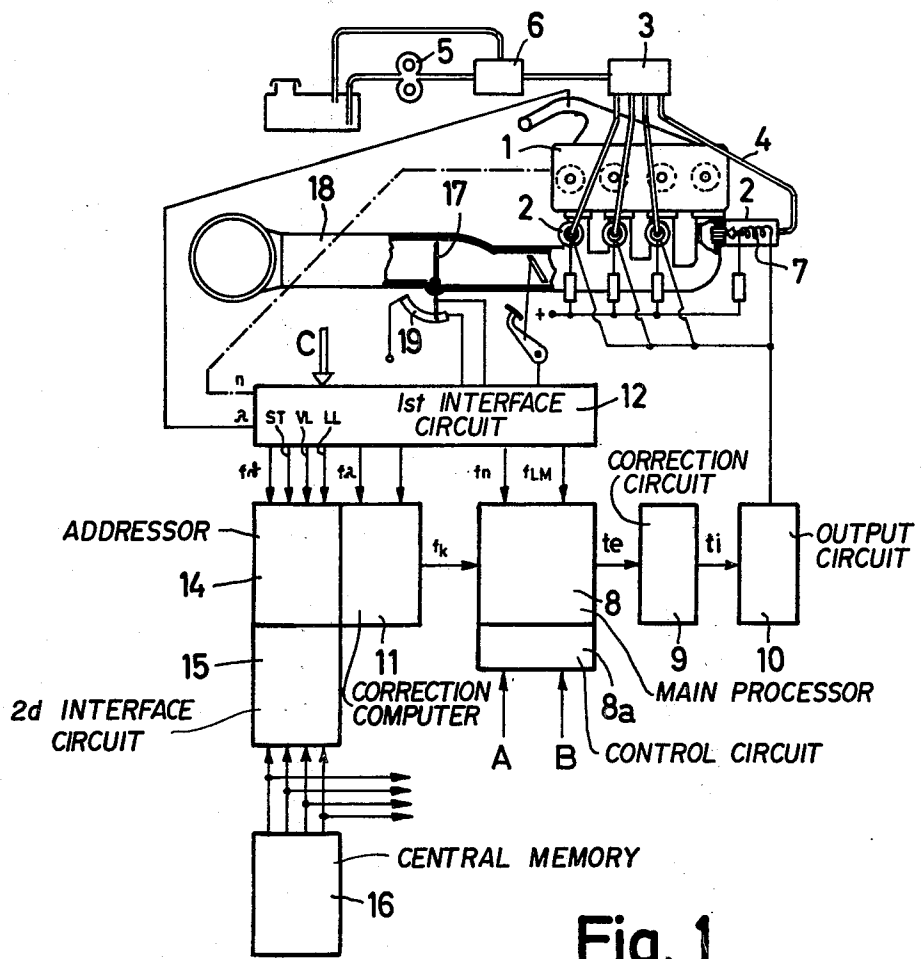 6
3
5
1
4
18
17
2
2
7
+
19
C
n
λ
ST VL LL
1st INTERFACE
CIRCUIT
12
fϑ
fλ
fn
fLM
CORRECTION
CIRCUIT
ADDRESSOR
OUTPUT
CIRCUIT
fk
te
ti
14
8
11
9
10
15
CORRECTION
COMPUTER
8a
MAIN PROCESSOR
2d INTERFACE
CIRCUIT
A
B
CONTROL CIRCUIT
CENTRAL MEMORY
16
Fig. 1